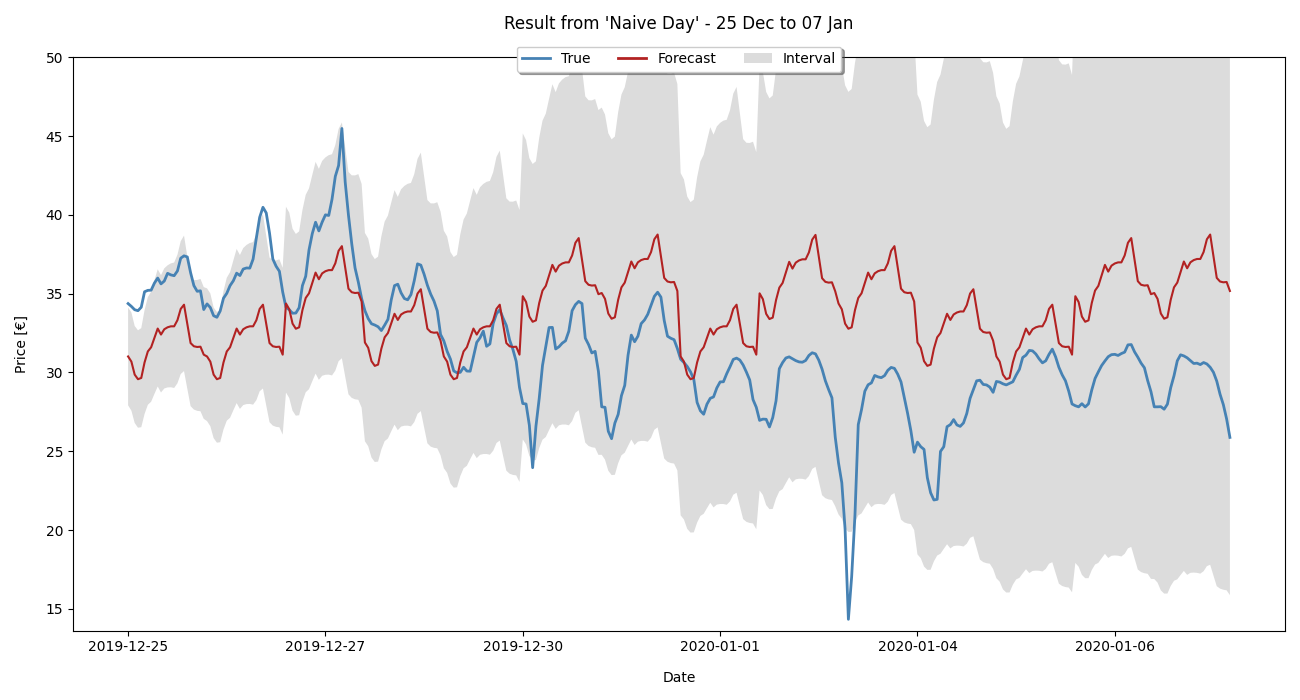 Result from 'Naive Day' - 25 Dec to 07 Jan
True Forecast Interval
50
45
40
35
30
25
20
15
Price [€]
2019-12-25 2019-12-27 2019-12-30 2020-01-01 2020-01-04 2020-01-06
Date